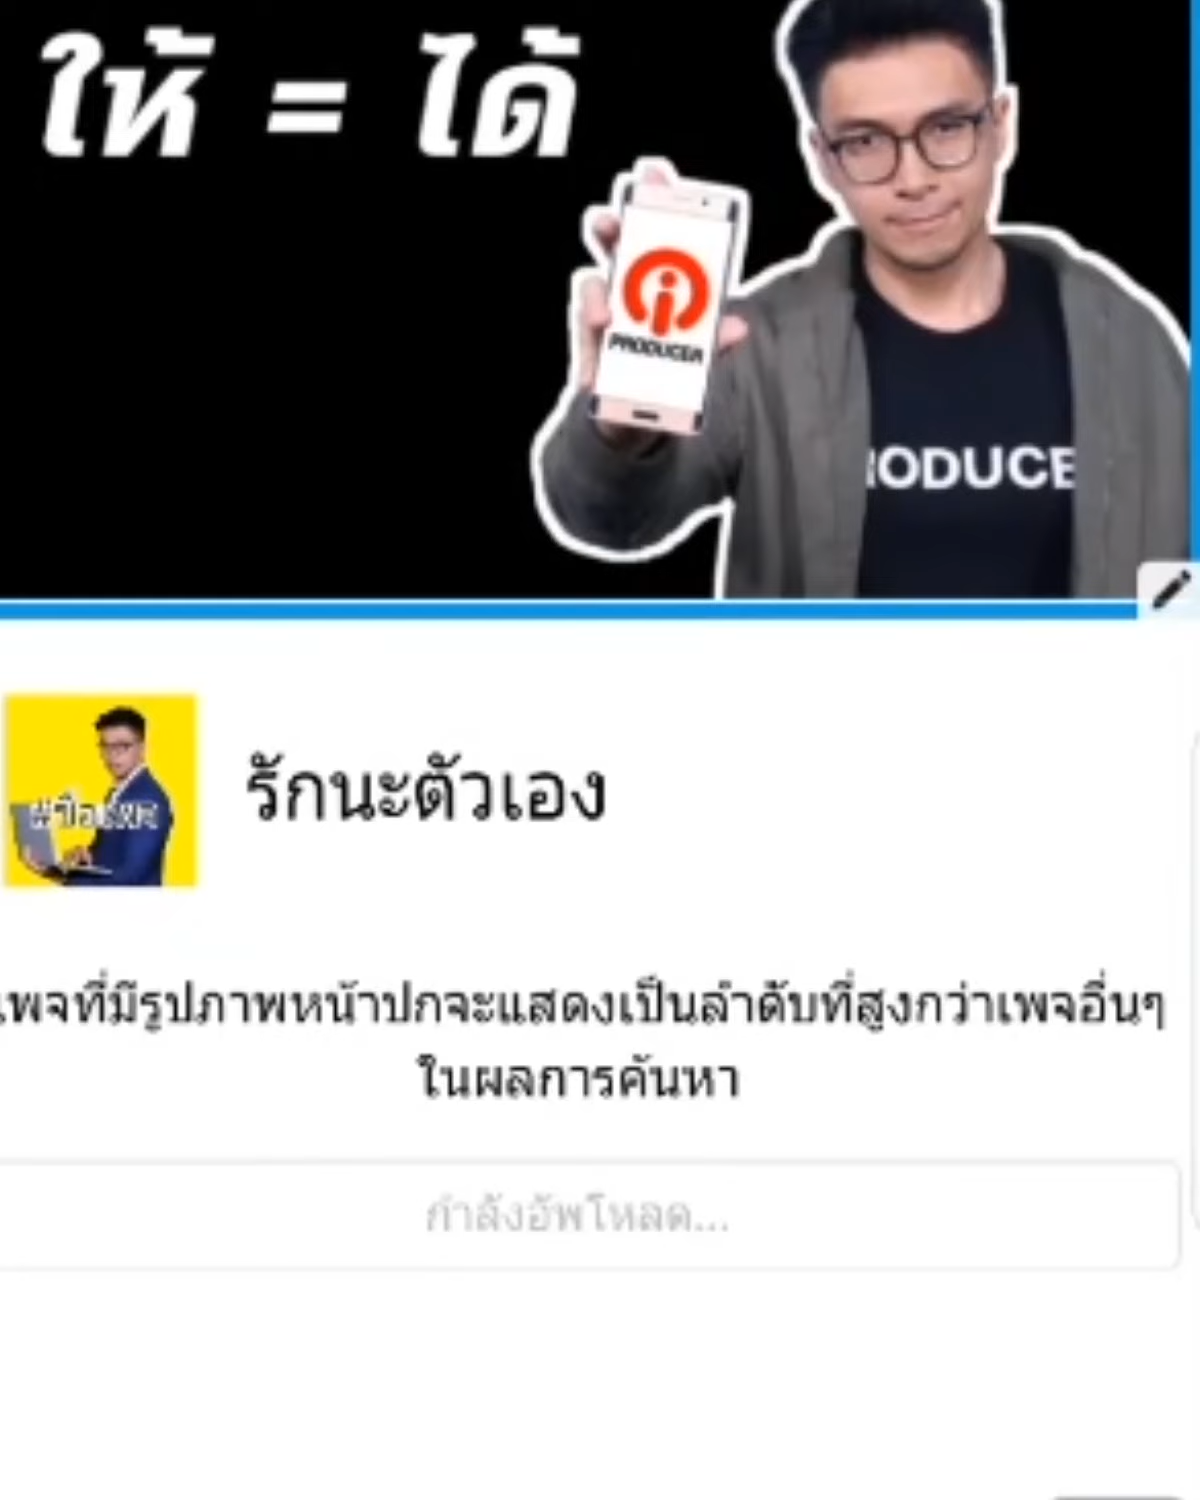 ให้ = ได้
PRODUCER
RODUCE
รักนะตัวเอง
เพจที่มีรูปภาพหน้าปกจะแสดงเป็นลำดับที่สูงกว่าเพจอื่นๆ
ในผลการค้นหา
กำลังอัพโหลด...